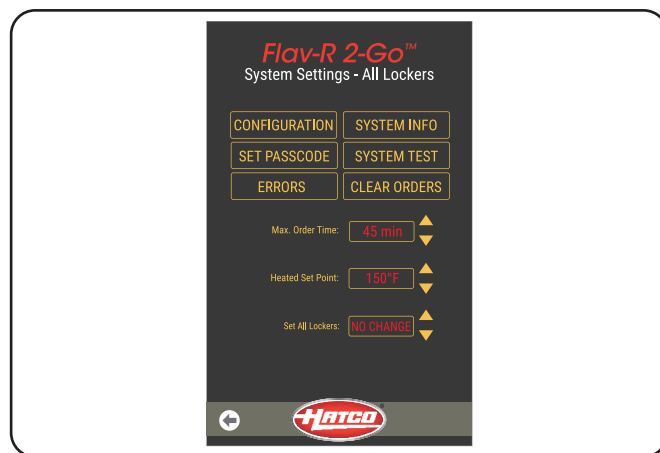 Flav-R 2-Go™
System Settings - All Lockers
CONFIGURATION SYSTEM INFO
SET PASSCODE SYSTEM TEST
ERRORS CLEAR ORDERS
Max. Order Time: 45 min
Heated Set Point: 150°F
Set All Lockers: NO CHANGE
HATCO